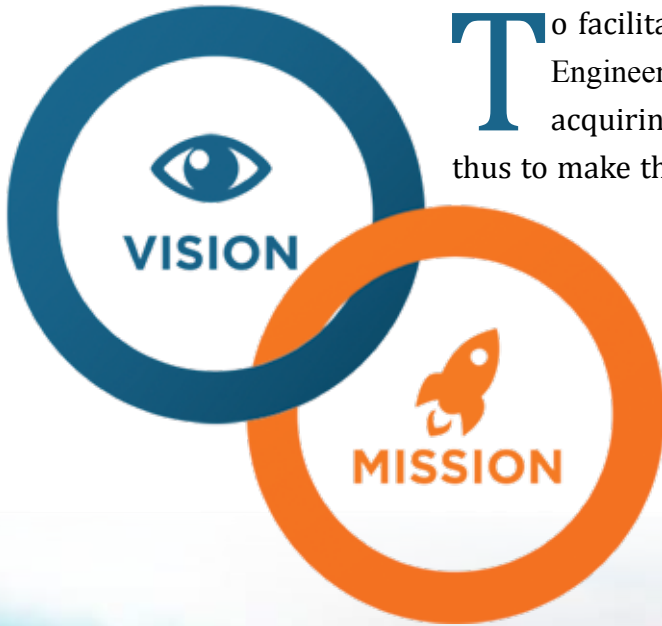 To facilita
Engineer
acquirin
thus to make th
VISION
MISSION